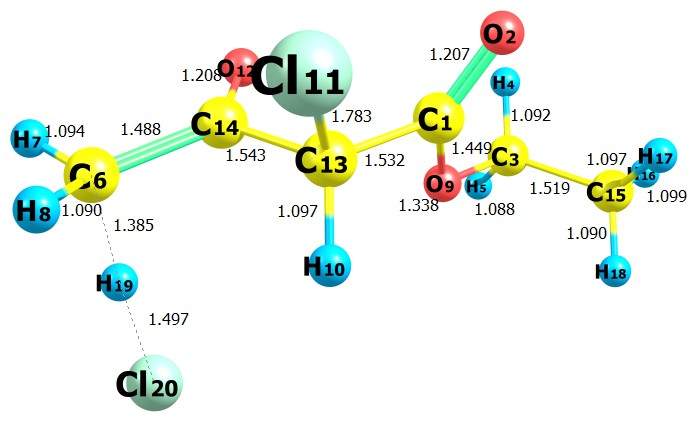 O2
1.207
O12
1.208
Cl11
H4
1.783
1.092
C14
C1
H7
1.094
1.488
1.449
C3
1.097
H17
H16
1.543
C13
1.532
C6
O9
H5
1.519
C15
1.099
1.338
1.088
H8
1.090
1.385
1.097
1.090
H10
H18
H19
1.497
Cl20